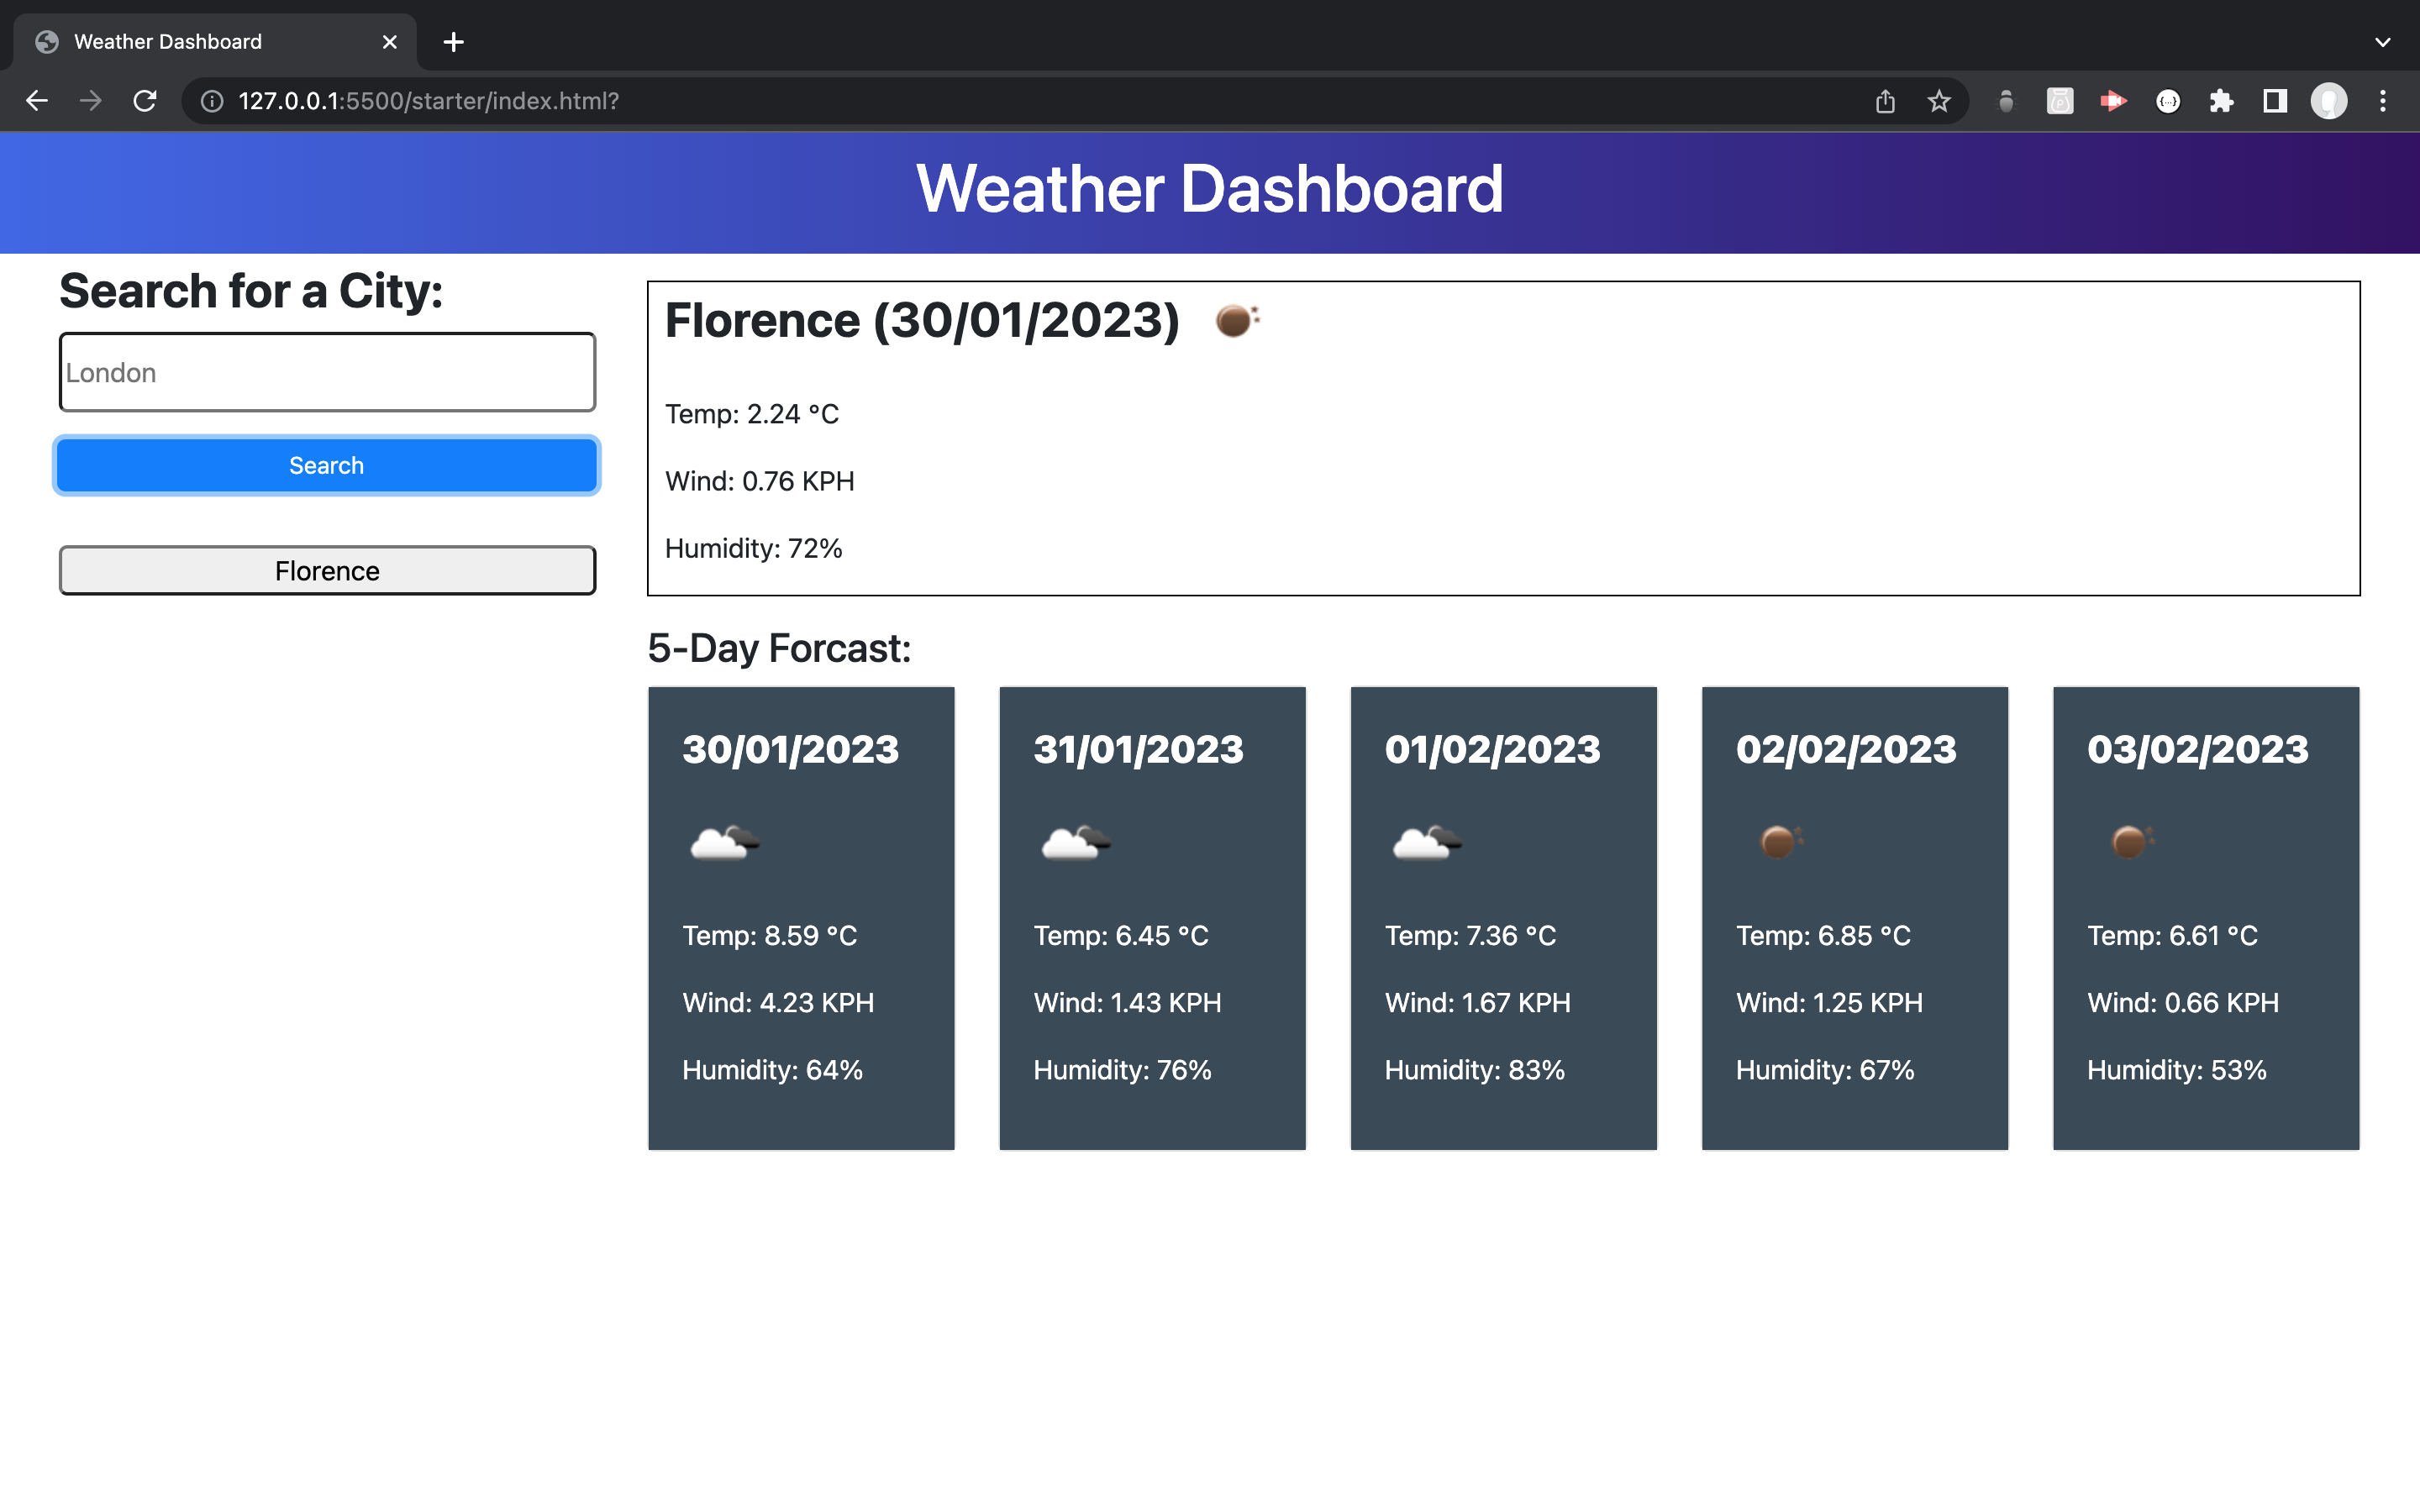 Weather Dashboard
127.0.0.1:5500/starter/index.html?
Weather Dashboard
Search for a City:
London
Search
Florence
Florence (30/01/2023)
Temp: 2.24 °C
Wind: 0.76 KPH
Humidity: 72%
5-Day Forcast:
30/01/2023
Temp: 8.59 °C
Wind: 4.23 KPH
Humidity: 64%
31/01/2023
Temp: 6.45 °C
Wind: 1.43 KPH
Humidity: 76%
01/02/2023
Temp: 7.36 °C
Wind: 1.67 KPH
Humidity: 83%
02/02/2023
Temp: 6.85 °C
Wind: 1.25 KPH
Humidity: 67%
03/02/2023
Temp: 6.61 °C
Wind: 0.66 KPH
Humidity: 53%